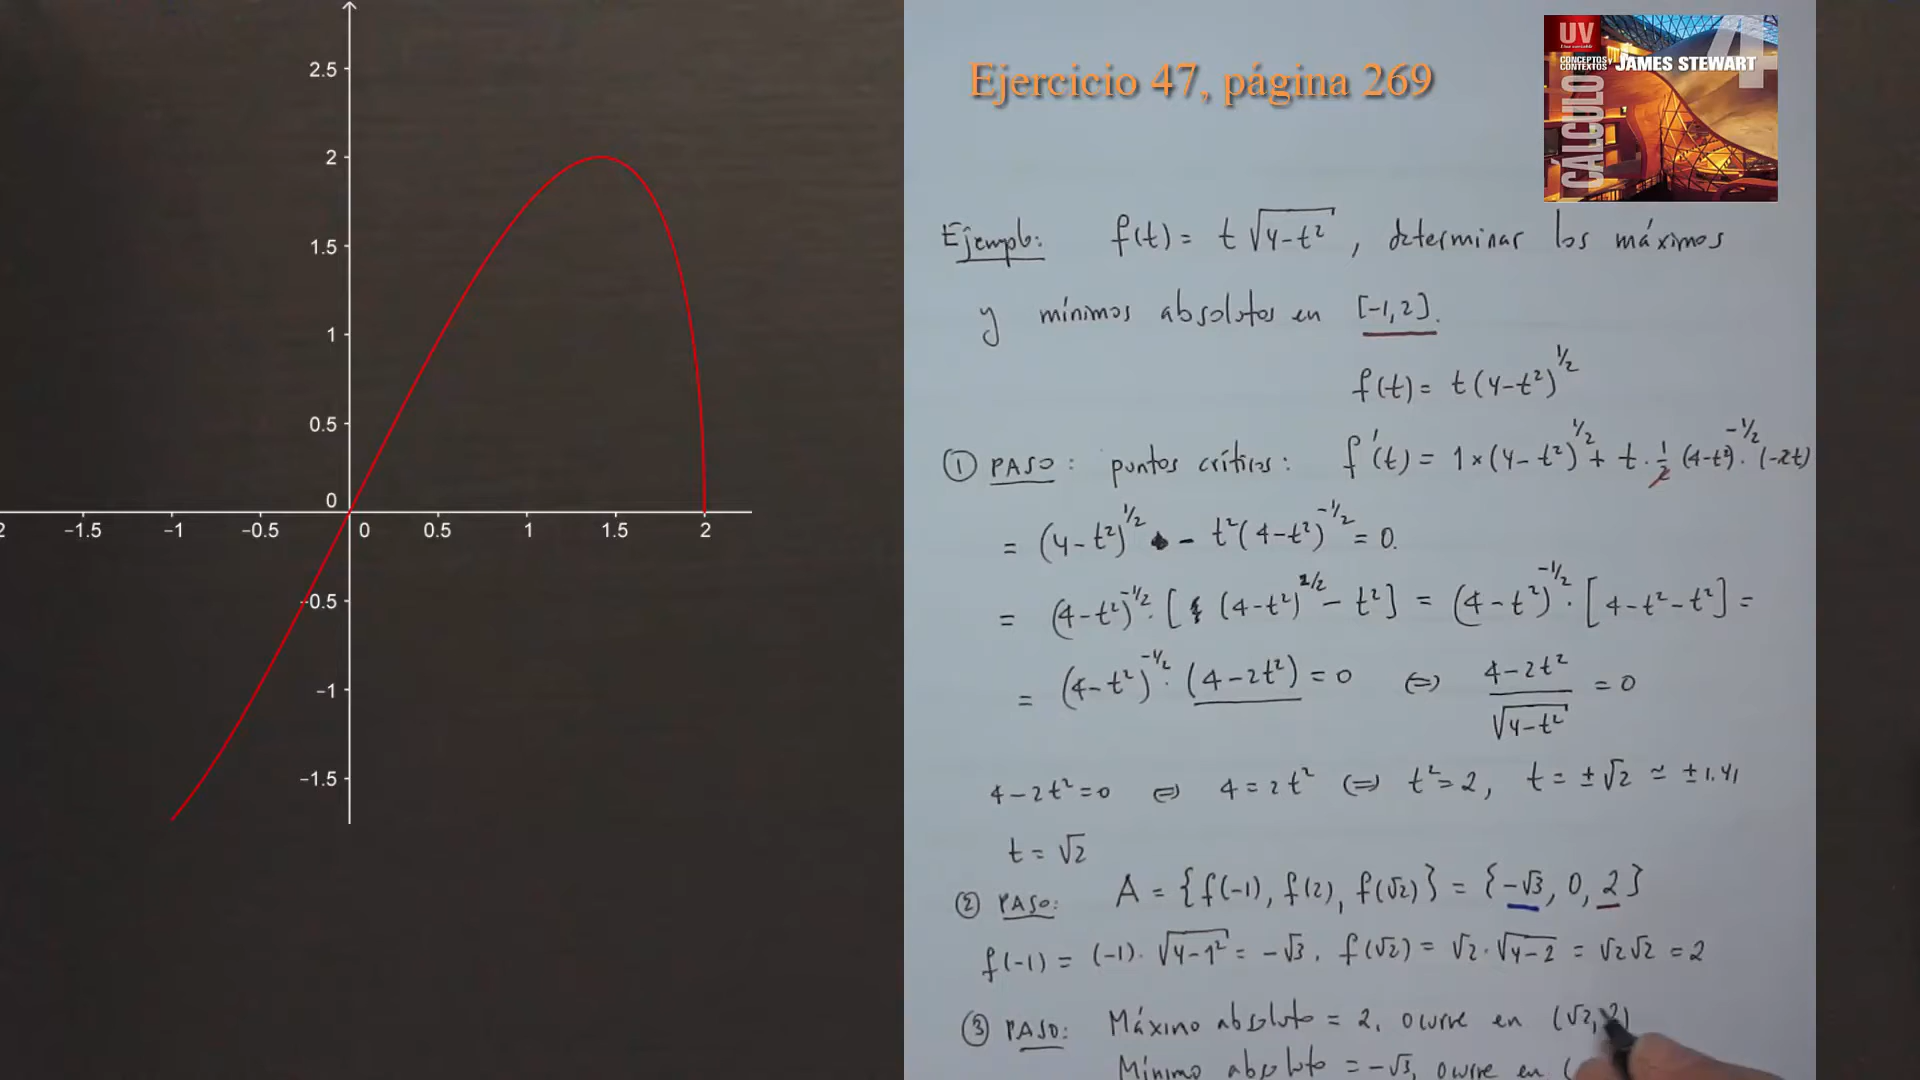 2.5
2
1.5
1
0.5
0
2 −1.5 −1 −0.5 0 0.5 1 1.5 2
−0.5
−1
−1.5
Ejercicio 47, página 269
UV
CONCEPTOS Y CONTEXTOS
JAMES STEWART
4
CÁLCULO
Ejemplo: f(t) = t √(4-t²), determinar los máximos
y mínimos absolutos en [-1,2].
f(t) = t (4-t²)^1/2
① PASO: puntos críticos: f'(t) = 1×(4-t²)^1/2 + t · 1/2 (4-t²)^-1/2 · (-2t)
= (4-t²)^1/2 - t²(4-t²)^-1/2 = 0.
= (4-t²)^-1/2 · [ (4-t²)^2/2 - t² ] = (4-t²)^-1/2 · [ 4-t²-t² ] =
= (4-t²)^-1/2 · (4-2t²) = 0 ⇔ (4-2t²)/√(4-t²) = 0
4-2t²=0 ⇔ 4=2t² ⇔ t²=2, t = ±√2 ≃ ±1.41
t = √2
② PASO: A = {f(-1), f(2), f(√2)} = {-√3, 0, 2}
f(-1) = (-1)·√(4-1²) = -√3. f(√2) = √2·√(4-2) = √2√2 = 2
③ PASO: Máximo absoluto = 2, ocurre en (√2, 2)
Mínimo absoluto = -√3, ocurre en (